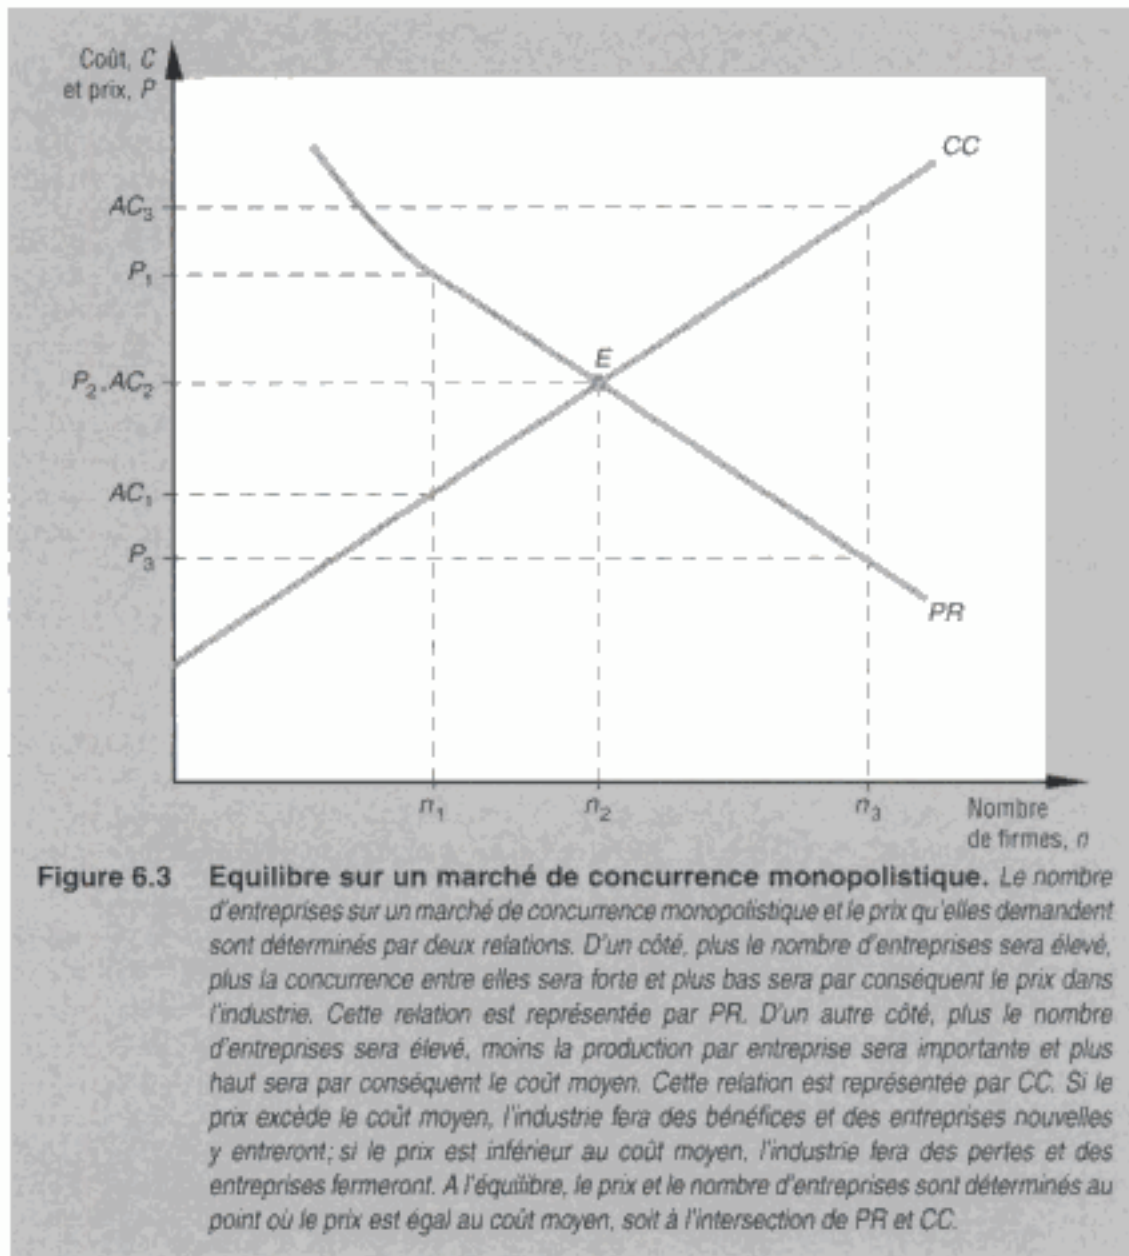 Coût, C
et prix, P
CC
AC3
P1
E
P2,AC2
AC1
P3
PR
n1
n2
n3
Nombre
de firmes, n
Figure 6.3 Equilibre sur un marché de concurrence monopolistique. Le nombre
d'entreprises sur un marché de concurrence monopolistique et le prix qu'elles demandent
sont déterminés par deux relations. D'un côté, plus le nombre d'entreprises sera élevé,
plus la concurrence entre elles sera forte et plus bas sera par conséquent le prix dans
l'industrie. Cette relation est représentée par PR. D'un autre côté, plus le nombre
d'entreprises sera élevé, moins la production par entreprise sera importante et plus
haut sera par conséquent le coût moyen. Cette relation est représentée par CC. Si le
prix excède le coût moyen, l'industrie fera des bénéfices et des entreprises nouvelles
y entreront; si le prix est inférieur au coût moyen, l'industrie fera des pertes et des
entreprises fermeront. A l'équilibre, le prix et le nombre d'entreprises sont déterminés au
point où le prix est égal au coût moyen, soit à l'intersection de PR et CC.